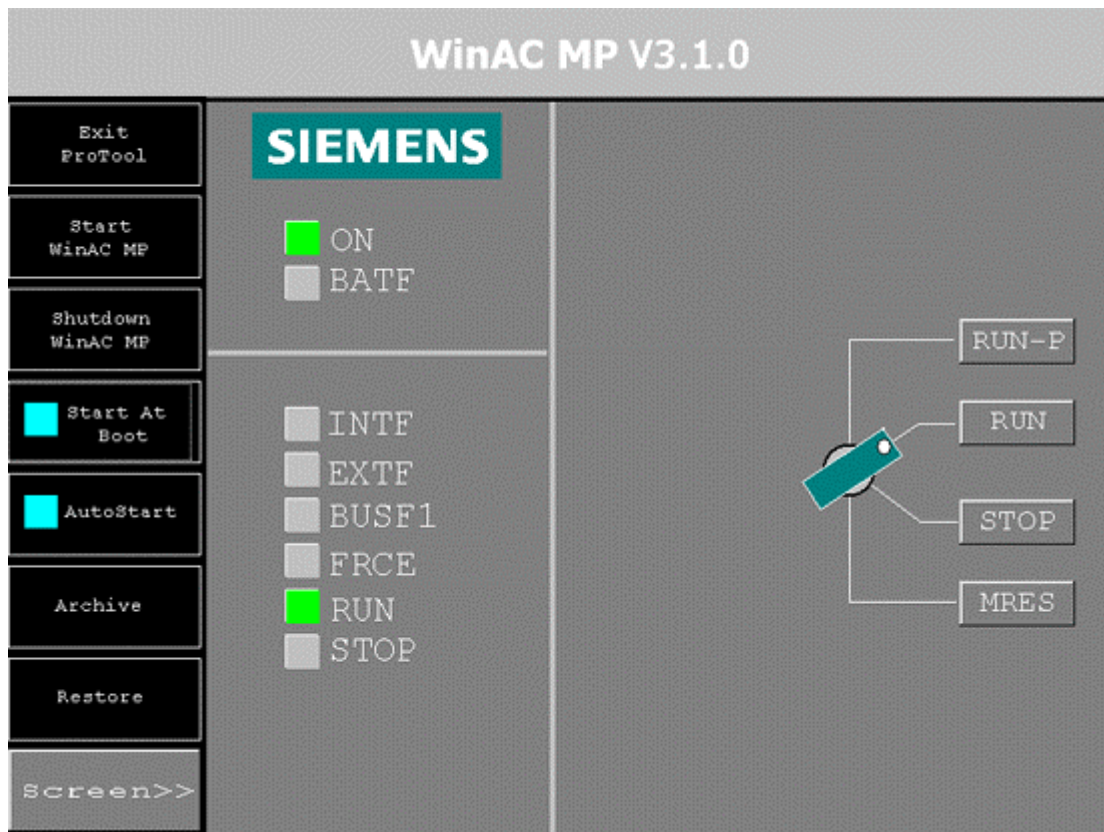 WinAC MP V3.1.0
Exit
ProTool
Start
WinAC MP
Shutdown
WinAC MP
Start At
Boot
AutoStart
Archive
Restore
Screen>>
SIEMENS
ON
BATF
INTF
EXTF
BUSF1
FRCE
RUN
STOP
RUN-P
RUN
STOP
MRES